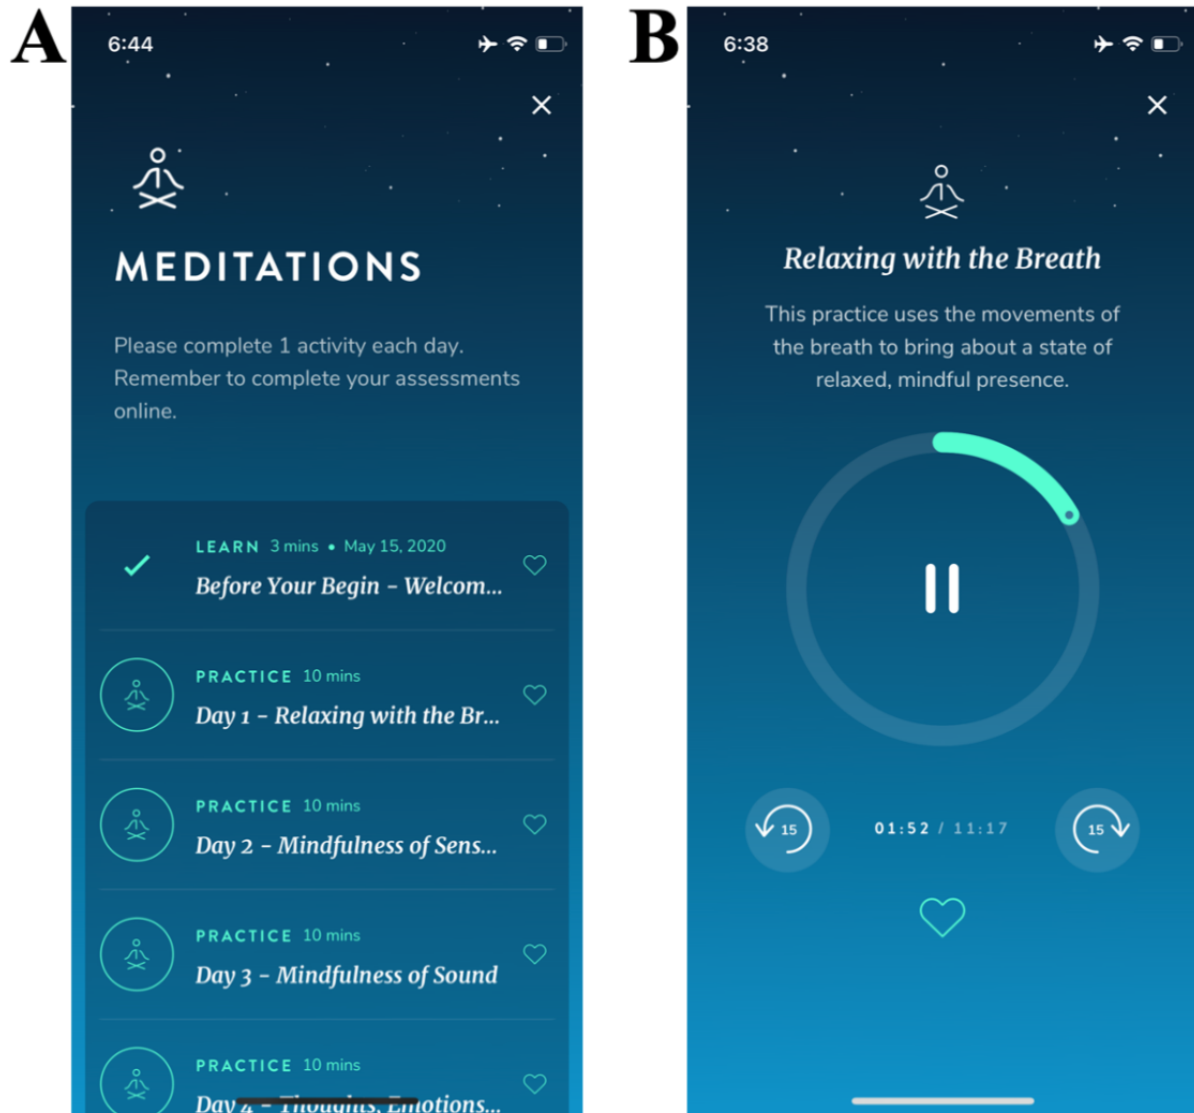 A
6:44
MEDITATIONS
Please complete 1 activity each day.
Remember to complete your assessments
online.
LEARN 3 mins • May 15, 2020
Before Your Begin – Welcom...
PRACTICE 10 mins
Day 1 – Relaxing with the Br...
PRACTICE 10 mins
Day 2 – Mindfulness of Sens...
PRACTICE 10 mins
Day 3 – Mindfulness of Sound
PRACTICE 10 mins
Day 4 – Thoughts, Emotions...
B
6:38
Relaxing with the Breath
This practice uses the movements of
the breath to bring about a state of
relaxed, mindful presence.
15
01:52 / 11:17
15